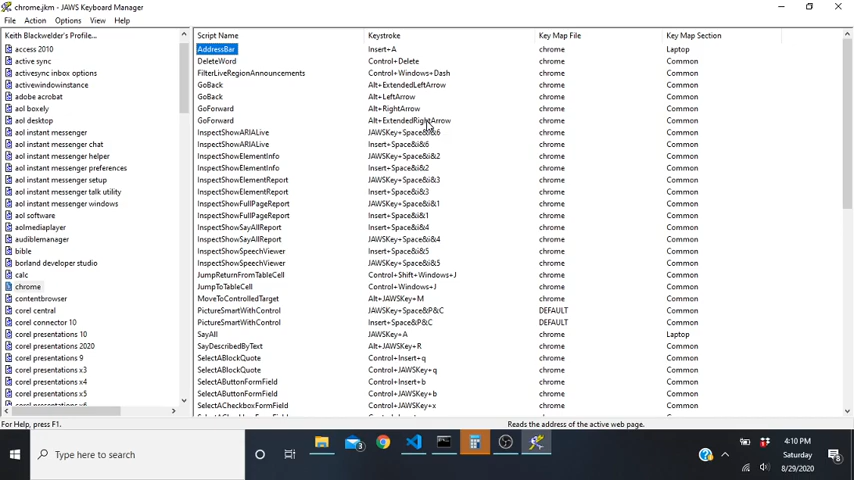 chrome.jkm - JAWS Keyboard Manager
File Action Options View Help
Keith Blackwelder's Profile... Script Name Keystroke Key Map File Key Map Section
access 2010 AddressBar Insert+A chrome Laptop
active sync DeleteWord Control+Delete chrome Common
activesync inbox options FilterLiveRegionAnnouncements Control+Windows+Dash chrome Common
activewindowinstance GoBack Alt+ExtendedLeftArrow chrome Common
adobe acrobat GoBack Alt+LeftArrow chrome Common
aol boxely GoForward Alt+RightArrow chrome Common
aol desktop GoForward Alt+ExtendedRightArrow chrome Common
aol instant messenger InspectShowARIALive JAWSKey+Space&i&6 chrome Common
aol instant messenger chat InspectShowARIALive Insert+Space&i&6 chrome Common
aol instant messenger helper InspectShowElementInfo JAWSKey+Space&i&2 chrome Common
aol instant messenger preferences InspectShowElementInfo Insert+Space&i&2 chrome Common
aol instant messenger setup InspectShowElementReport JAWSKey+Space&i&3 chrome Common
aol instant messenger talk utility InspectShowElementReport Insert+Space&i&3 chrome Common
aol instant messenger windows InspectShowFullPageReport JAWSKey+Space&i&1 chrome Common
aol software InspectShowFullPageReport Insert+Space&i&1 chrome Common
aolmediaplayer InspectShowSayAllReport Insert+Space&i&4 chrome Common
audiblemanager InspectShowSayAllReport JAWSKey+Space&i&4 chrome Common
bible InspectShowSpeechViewer Insert+Space&i&5 chrome Common
borland developer studio InspectShowSpeechViewer JAWSKey+Space&i&5 chrome Common
calc JumpReturnFromTableCell Control+Shift+Windows+J chrome Common
chrome JumpToTableCell Control+Windows+J chrome Common
contentbrowser MoveToControlledTarget Alt+JAWSKey+M chrome Common
corel central PictureSmartWithControl JAWSKey+Space&P&C DEFAULT Common
corel connector 10 PictureSmartWithControl Insert+Space&P&C DEFAULT Common
corel presentations 10 SayAll JAWSKey+A chrome Laptop
corel presentations 2020 SayDescribedByText Alt+JAWSKey+R chrome Common
corel presentations 9 SelectABlockQuote Control+Insert+q chrome Common
corel presentations x3 SelectABlockQuote Control+JAWSKey+q chrome Common
corel presentations x4 SelectAButtonFormField Control+Insert+b chrome Common
corel presentations x5 SelectAButtonFormField Control+JAWSKey+b chrome Common
corel presentations x6 SelectACheckboxFormField Control+JAWSKey+x chrome Common
For Help, press F1. Reads the address of the active web page.
Type here to search
3
4:10 PM
Saturday
8/29/2020
8